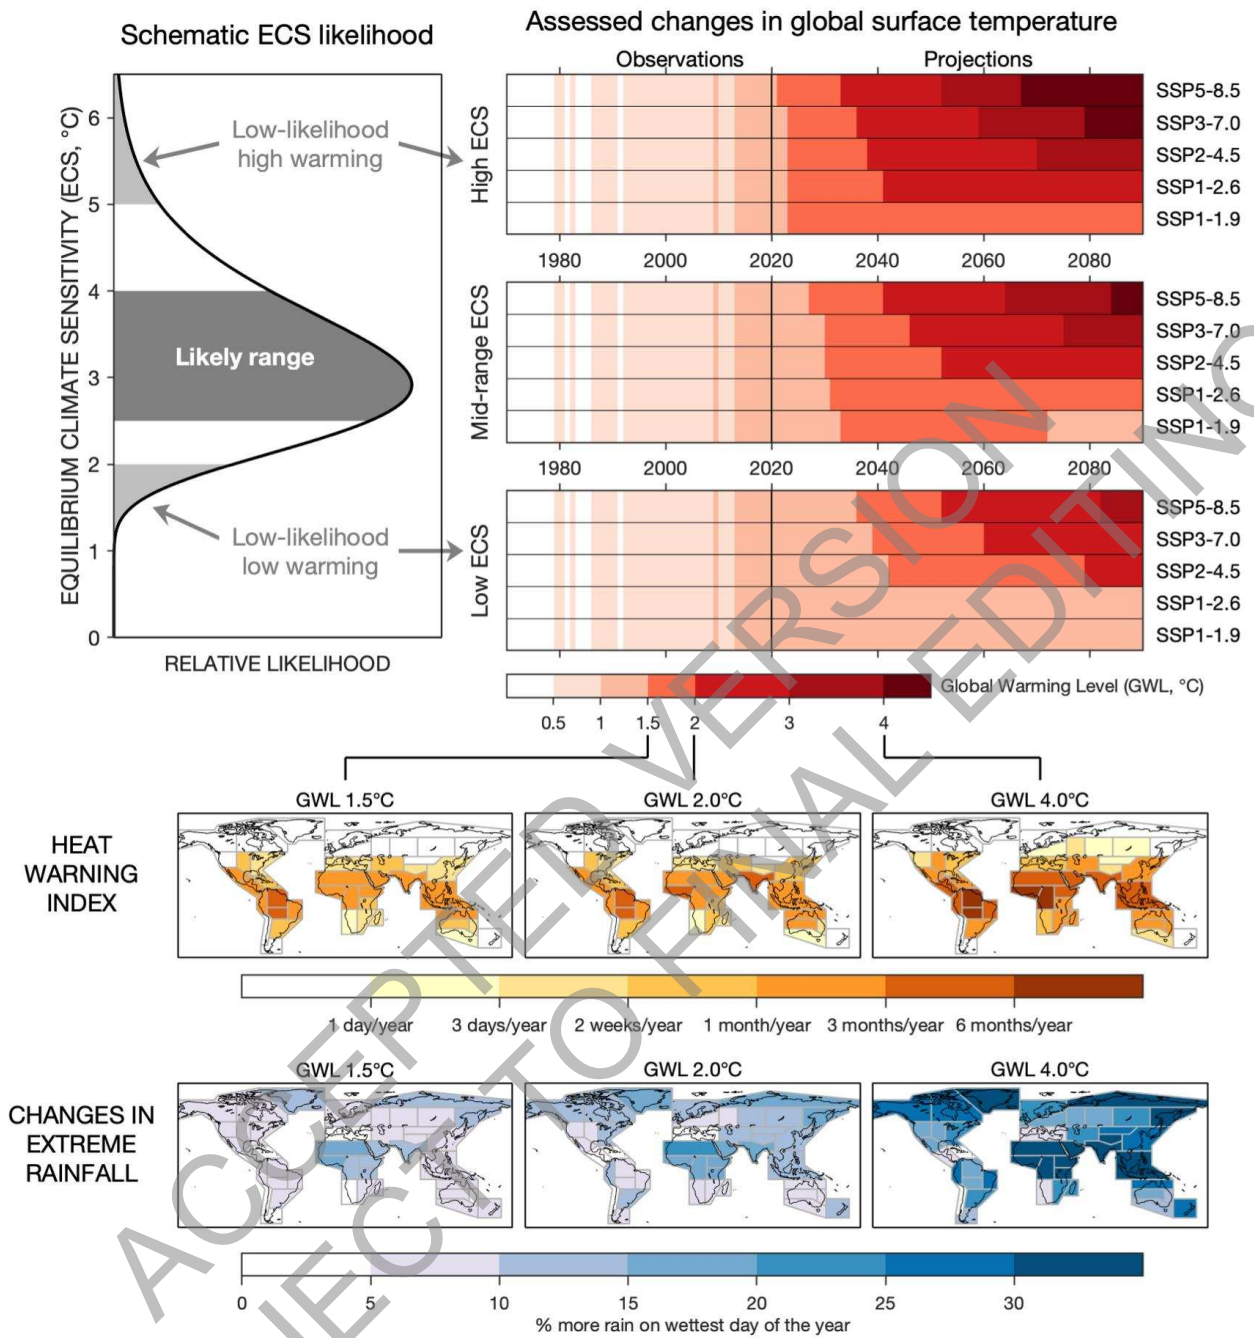 Schematic ECS likelihood
Assessed changes in global surface temperature
Observations
Projections
EQUILIBRIUM CLIMATE SENSITIVITY (ECS, °C)
6
5
4
3
2
1
0
Low-likelihood
high warming
Likely range
Low-likelihood
low warming
RELATIVE LIKELIHOOD
High ECS
SSP5-8.5
SSP3-7.0
SSP2-4.5
SSP1-2.6
SSP1-1.9
1980 2000 2020 2040 2060 2080
Mid-range ECS
SSP5-8.5
SSP3-7.0
SSP2-4.5
SSP1-2.6
SSP1-1.9
1980 2000 2020 2040 2060 2080
Low ECS
SSP5-8.5
SSP3-7.0
SSP2-4.5
SSP1-2.6
SSP1-1.9
Global Warming Level (GWL, °C)
0.5 1 1.5 2 3 4
HEAT
WARNING
INDEX
GWL 1.5°C GWL 2.0°C GWL 4.0°C
1 day/year 3 days/year 2 weeks/year 1 month/year 3 months/year 6 months/year
CHANGES IN
EXTREME
RAINFALL
GWL 1.5°C GWL 2.0°C GWL 4.0°C
0 5 10 15 20 25 30
% more rain on wettest day of the year
ACCEPTED VERSION
JECT TO FINAL EDITING